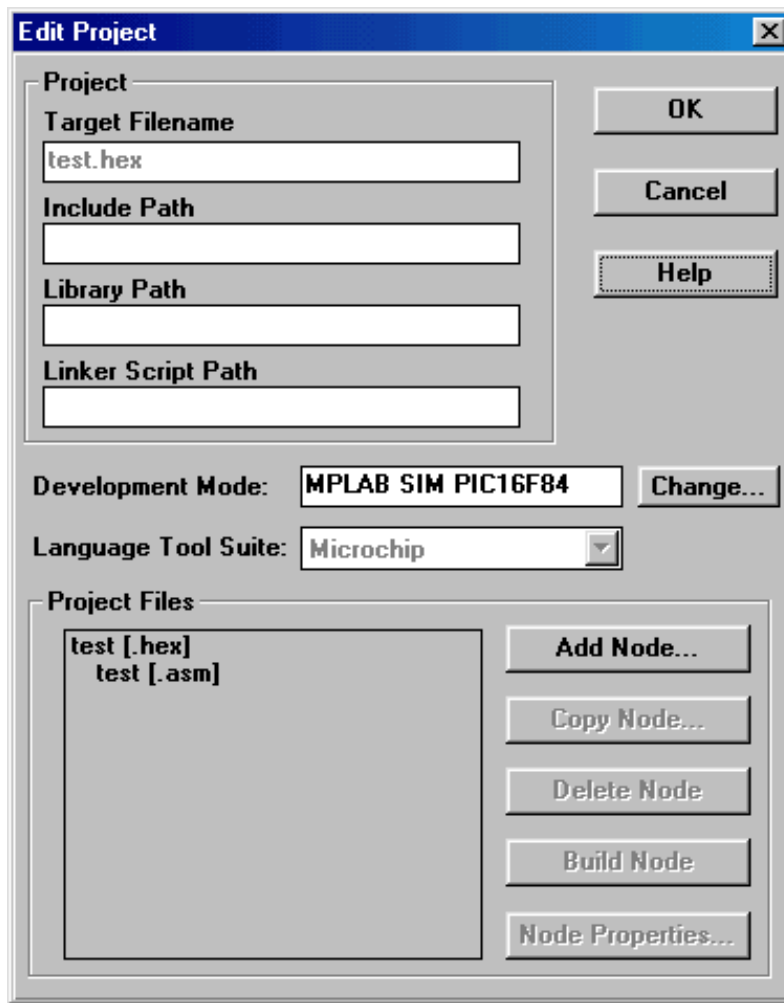 Edit Project
Project
Target Filename
test.hex
Include Path
Library Path
Linker Script Path
OK
Cancel
Help
Development Mode: MPLAB SIM PIC16F84 Change...
Language Tool Suite: Microchip
Project Files
test [.hex]
test [.asm]
Add Node...
Copy Node...
Delete Node
Build Node
Node Properties...